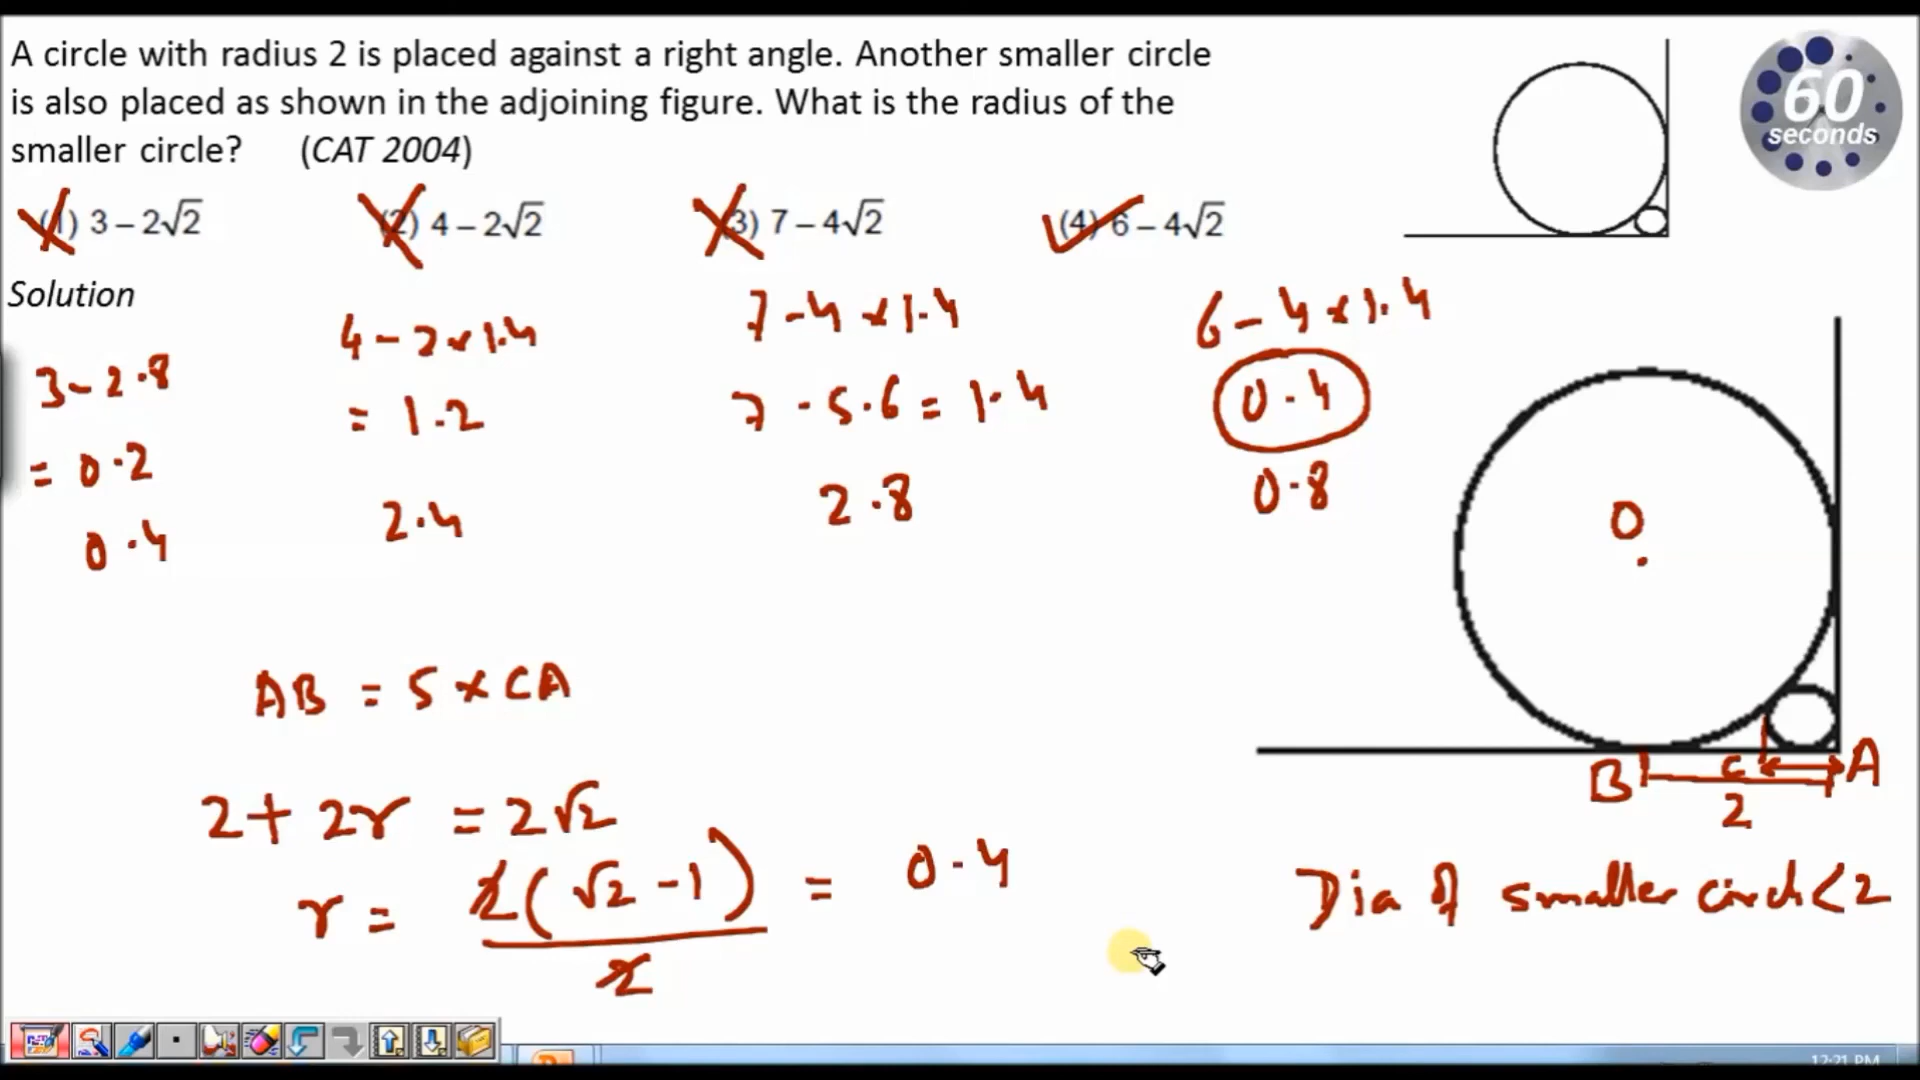 A circle with radius 2 is placed against a right angle. Another smaller circle
is also placed as shown in the adjoining figure. What is the radius of the
smaller circle? (CAT 2004)
60
seconds
(1) 3 – 2√2 (2) 4 – 2√2 (3) 7 – 4√2 (4) 6 – 4√2
Solution
3 - 2.8
= 0.2
0.4
4 - 2 × 1.4
= 1.2
2.4
7 - 4 × 1.4
7 - 5.6 = 1.4
2.8
6 - 4 × 1.4
0.4
0.8
O
B C A
2
AB = 5 × CA
2 + 2r = 2√2
r = 2(√2 - 1) = 0.4
2
Dia of smaller circle < 2
12:21 PM